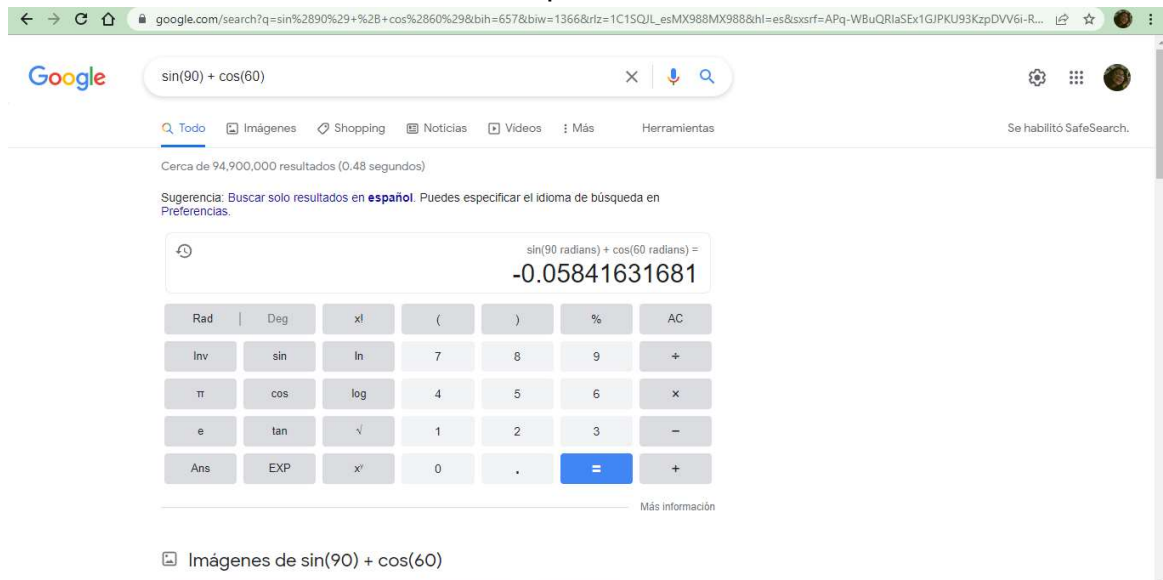 google.com/search?q=sin%2890%29+%2B+cos%2860%29&bih=657&biw=1366&rlz=1C1SQJL_esMX988MX988&hl=es&sxsrf=APq-WBuQRlaSEx1GJPKU93KzpDVV6i-R...
Google
sin(90) + cos(60)
Todo Imágenes Shopping Noticias Videos Más Herramientas
Se habilitó SafeSearch.
Cerca de 94,900,000 resultados (0.48 segundos)
Sugerencia: Buscar solo resultados en español. Puedes especificar el idioma de búsqueda en
Preferencias.
sin(90 radians) + cos(60 radians) =
-0.05841631681
Rad | Deg x! ( ) % AC
Inv sin ln 7 8 9 ÷
π cos log 4 5 6 ×
e tan √ 1 2 3 −
Ans EXP xʸ 0 . = +
Más información
Imágenes de sin(90) + cos(60)